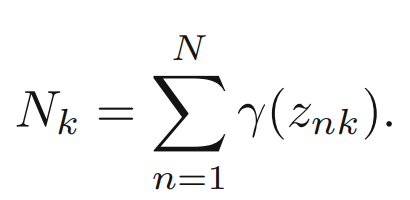 $N_k = \sum_{n=1}^{N} \gamma(z_{nk}).$